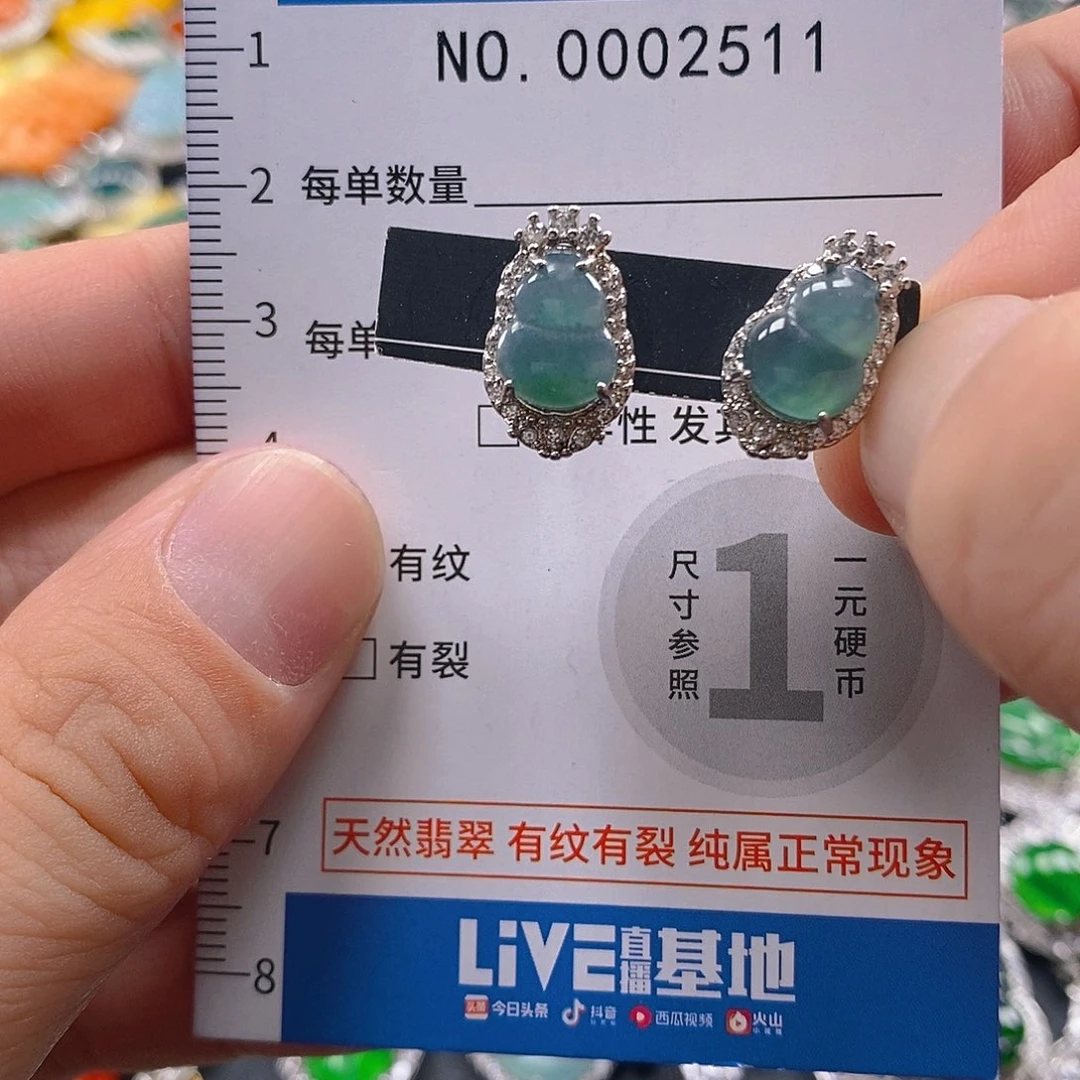 1
NO.0002511
2
每单数量
3
每单
性 发
有纹
有裂
尺寸参照
1
一元硬币
7
天然翡翠 有纹有裂 纯属正常现象
8
LiVE直播基地
头条 今日头条 抖音 西瓜视频 火山